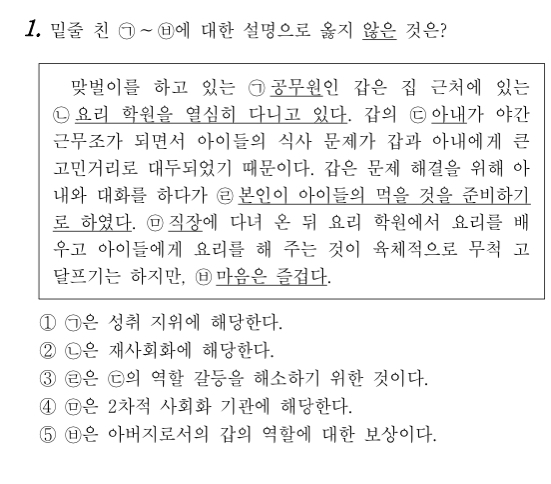 1. 밑줄 친 ㉠~㉥에 대한 설명으로 옳지 않은 것은?
맞벌이를 하고 있는 ㉠공무원인 갑은 집 근처에 있는
㉡요리 학원을 열심히 다니고 있다. 갑의 ㉢아내가 야간
근무조가 되면서 아이들의 식사 문제가 갑과 아내에게 큰
고민거리로 대두되었기 때문이다. 갑은 문제 해결을 위해 아
내와 대화를 하다가 ㉣본인이 아이들의 먹을 것을 준비하기
로 하였다. ㉤직장에 다녀 온 뒤 요리 학원에서 요리를 배
우고 아이들에게 요리를 해 주는 것이 육체적으로 무척 고
달프기는 하지만, ㉥마음은 즐겁다.
① ㉠은 성취 지위에 해당한다.
② ㉡은 재사회화에 해당한다.
③ ㉣은 ㉢의 역할 갈등을 해소하기 위한 것이다.
④ ㉤은 2차적 사회화 기관에 해당한다.
⑤ ㉥은 아버지로서의 갑의 역할에 대한 보상이다.